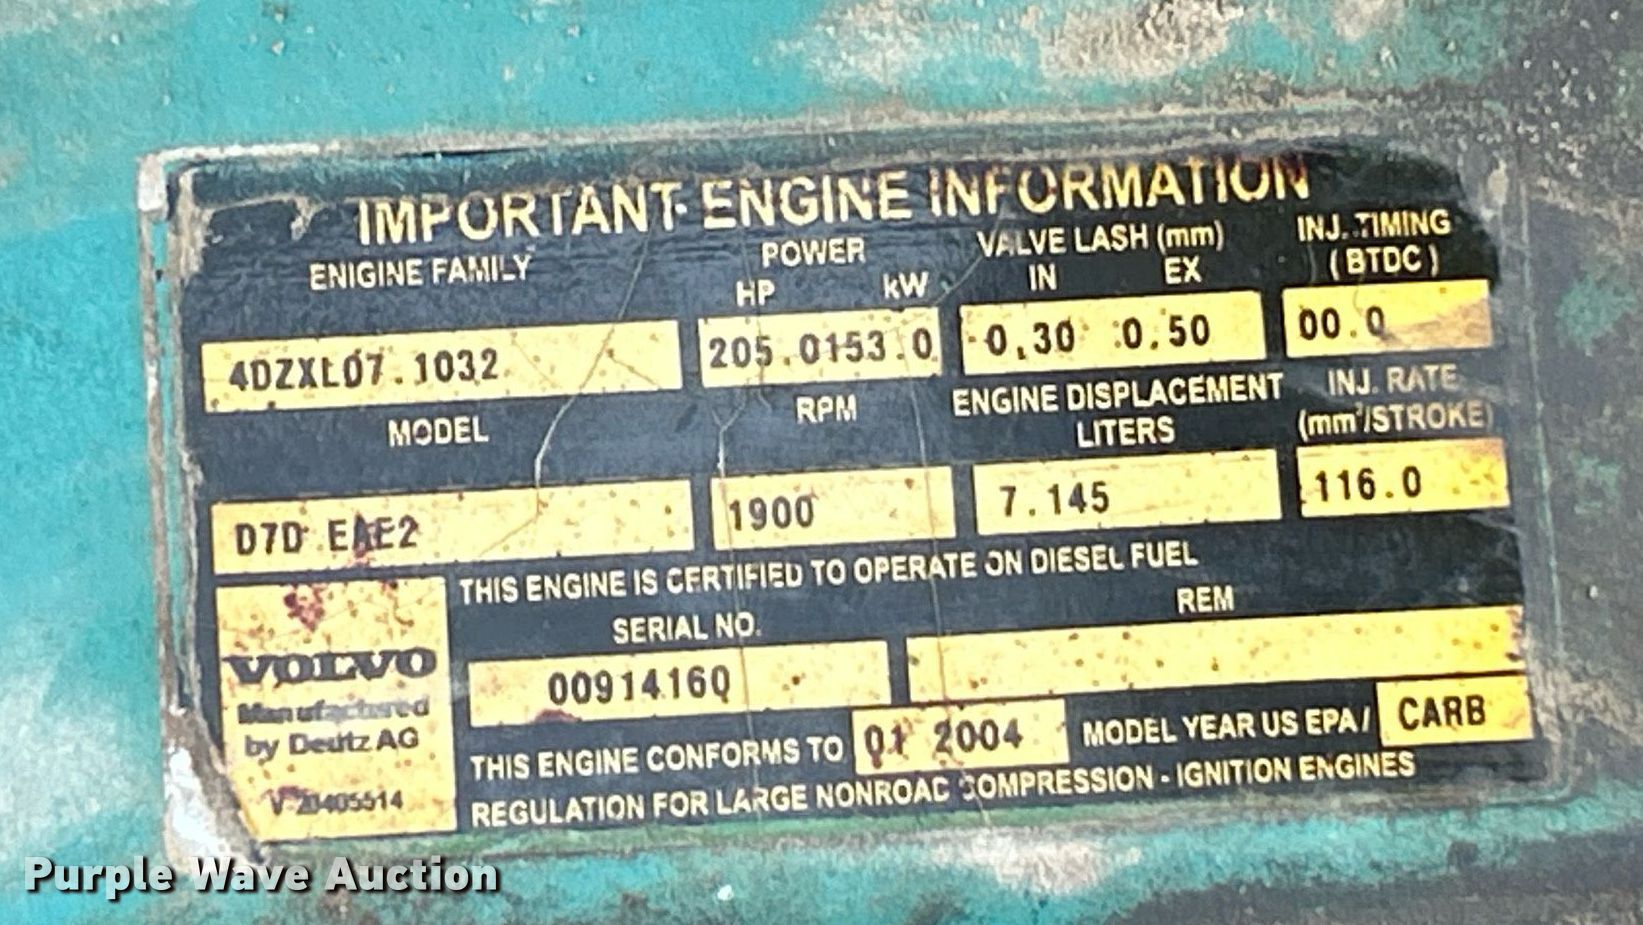 IMPORTANT ENGINE INFORMATION
ENIGINE FAMILY POWER VALVE LASH (mm) INJ. TIMING
HP kW IN EX (BTDC)
4DZXL07.1032 205.0153.0 0.30 0.50 00.0
MODEL RPM ENGINE DISPLACEMENT INJ. RATE
LITERS (mm³/STROKE)
D7D EAE2 1900 7.145 116.0
THIS ENGINE IS CERTIFIED TO OPERATE ON DIESEL FUEL
SERIAL NO. REM
00914160
VOLVO
Manufactured
by Deutz AG
V 20405514
THIS ENGINE CONFORMS TO 01 2004 MODEL YEAR US EPA/ CARB
REGULATION FOR LARGE NONROAD COMPRESSION - IGNITION ENGINES
Purple Wave Auction